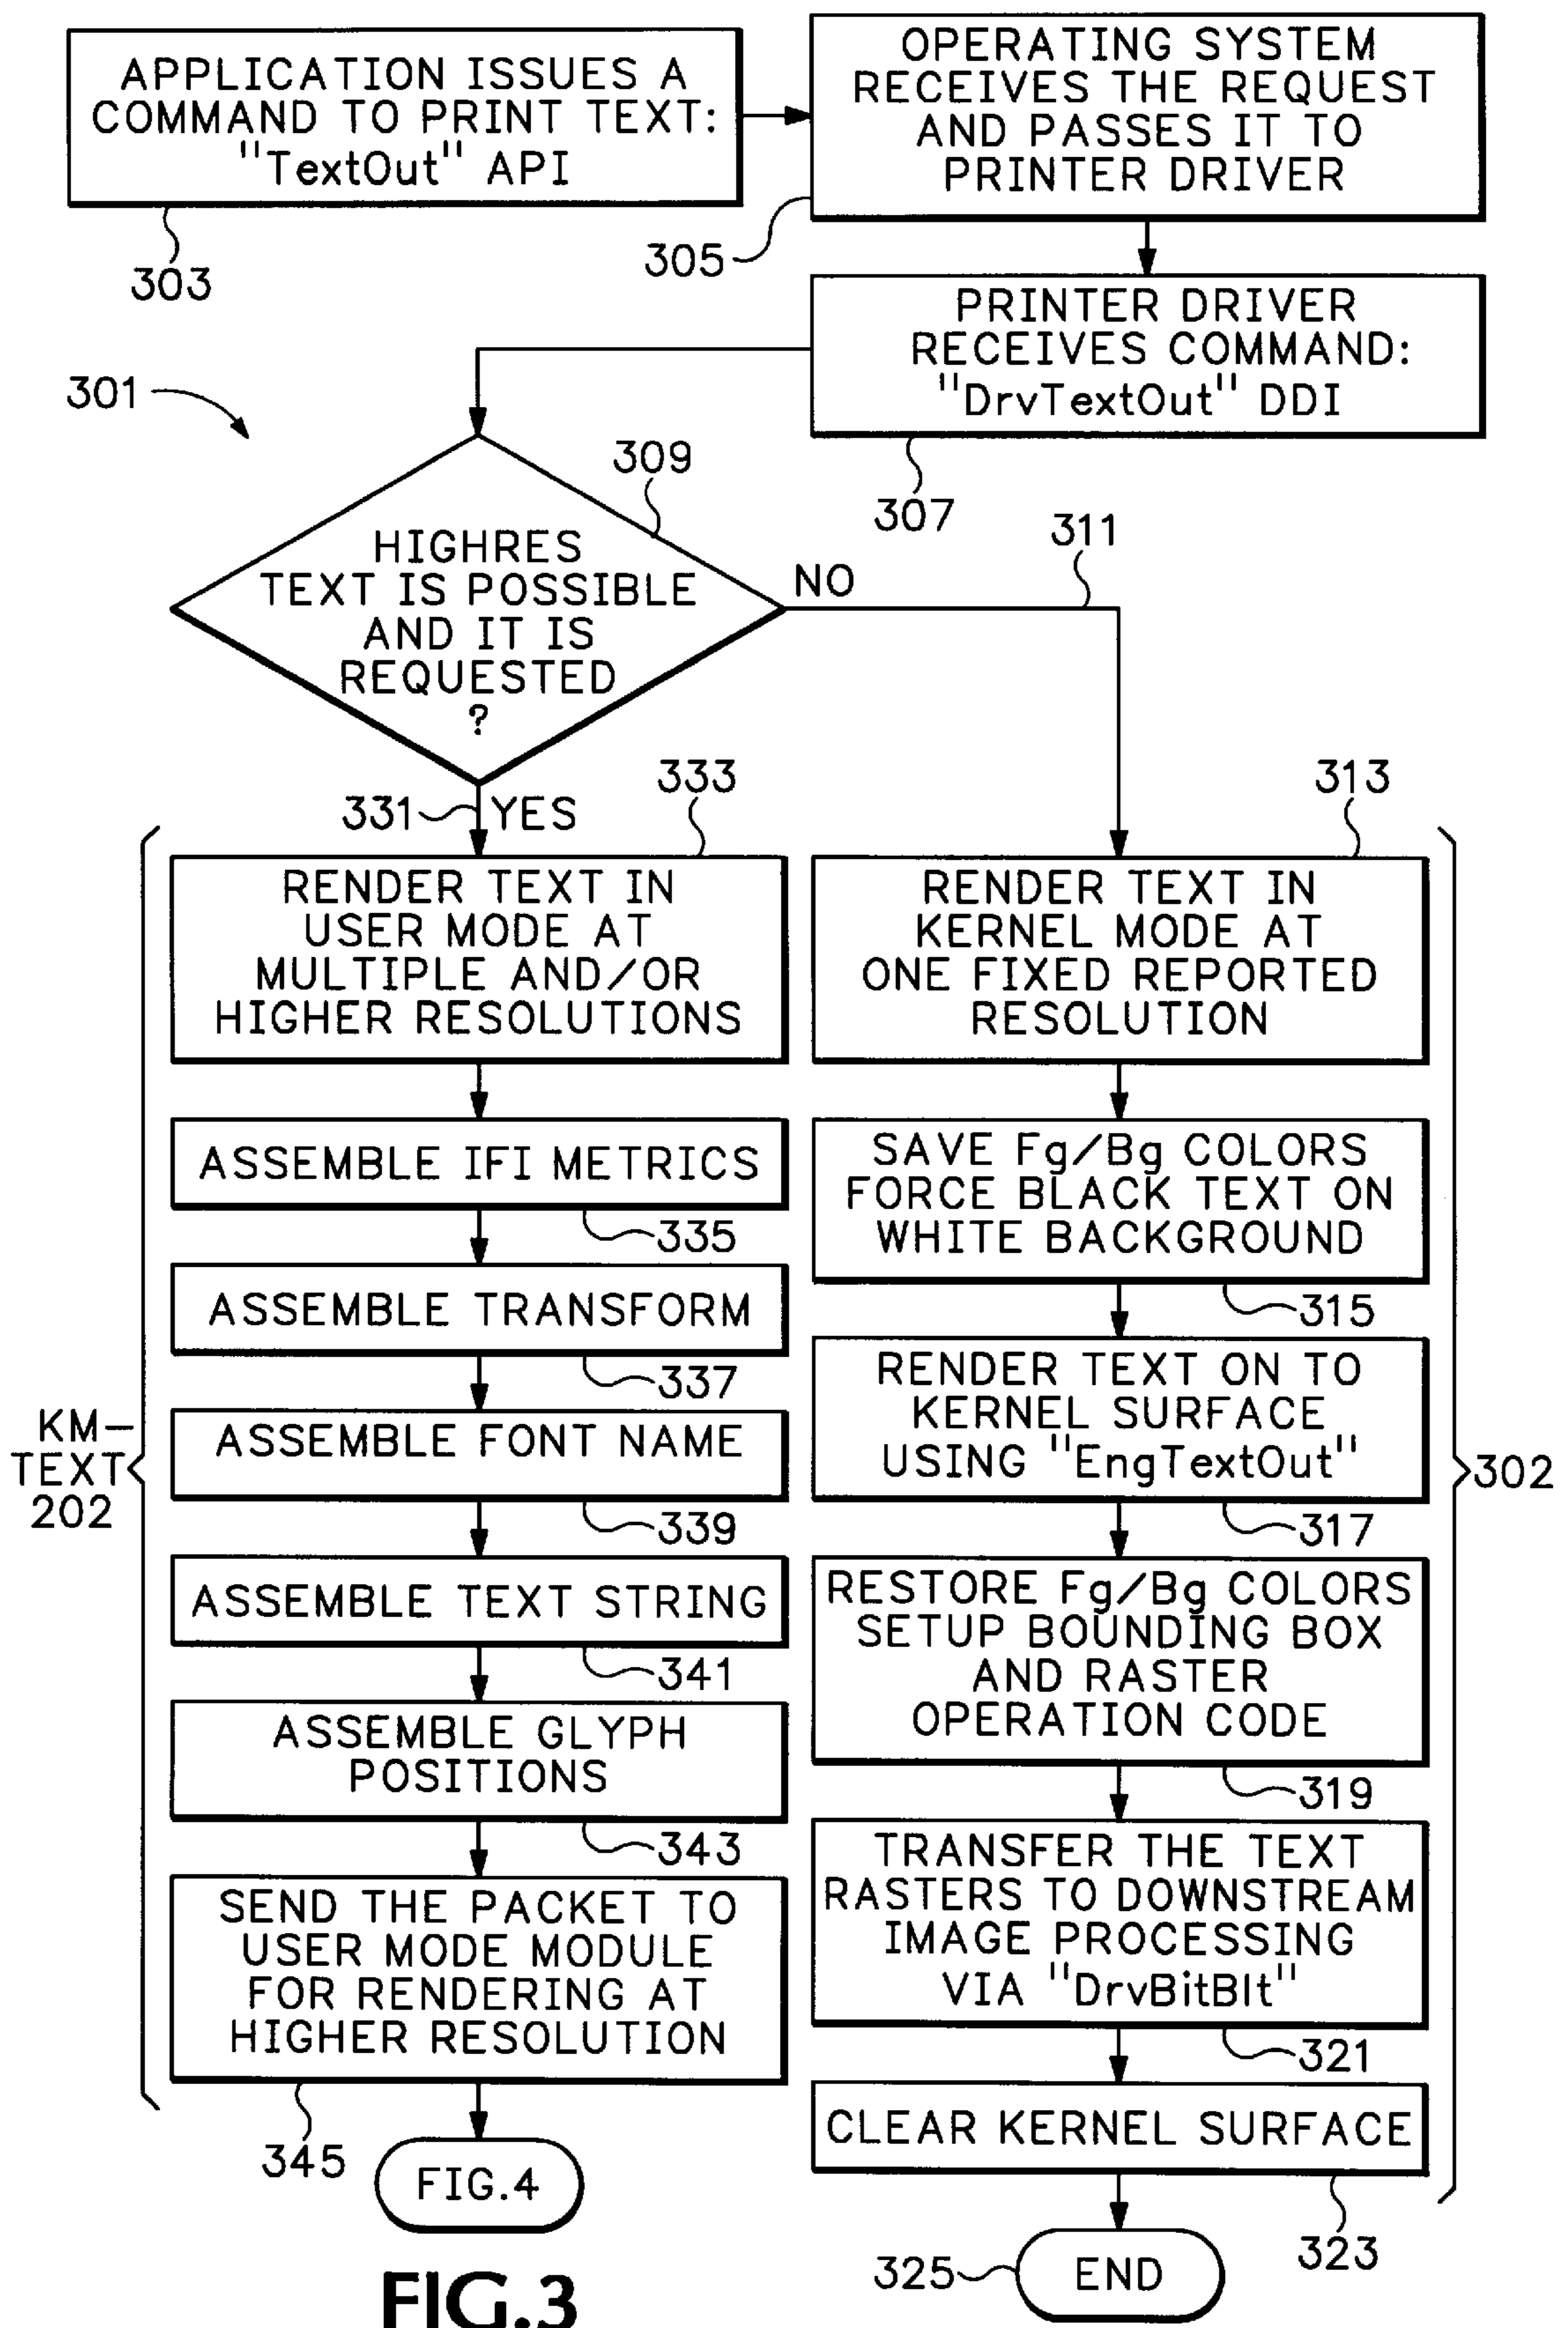 APPLICATION ISSUES A
COMMAND TO PRINT TEXT:
"TextOut" API
303
OPERATING SYSTEM
RECEIVES THE REQUEST
AND PASSES IT TO
PRINTER DRIVER
305
PRINTER DRIVER
RECEIVES COMMAND:
"DrvTextOut" DDI
307
301
309
HIGHRES
TEXT IS POSSIBLE
AND IT IS
REQUESTED
?
NO
311
331
YES
333
RENDER TEXT IN
USER MODE AT
MULTIPLE AND/OR
HIGHER RESOLUTIONS
ASSEMBLE IFI METRICS
335
ASSEMBLE TRANSFORM
337
ASSEMBLE FONT NAME
339
ASSEMBLE TEXT STRING
341
ASSEMBLE GLYPH
POSITIONS
343
SEND THE PACKET TO
USER MODE MODULE
FOR RENDERING AT
HIGHER RESOLUTION
345
FIG.4
KM-
TEXT
202
313
RENDER TEXT IN
KERNEL MODE AT
ONE FIXED REPORTED
RESOLUTION
SAVE Fg/Bg COLORS
FORCE BLACK TEXT ON
WHITE BACKGROUND
315
RENDER TEXT ON TO
KERNEL SURFACE
USING "EngTextOut"
317
RESTORE Fg/Bg COLORS
SETUP BOUNDING BOX
AND RASTER
OPERATION CODE
319
TRANSFER THE TEXT
RASTERS TO DOWNSTREAM
IMAGE PROCESSING
VIA "DrvBitBlt"
321
CLEAR KERNEL SURFACE
323
302
325
END
FIG.3